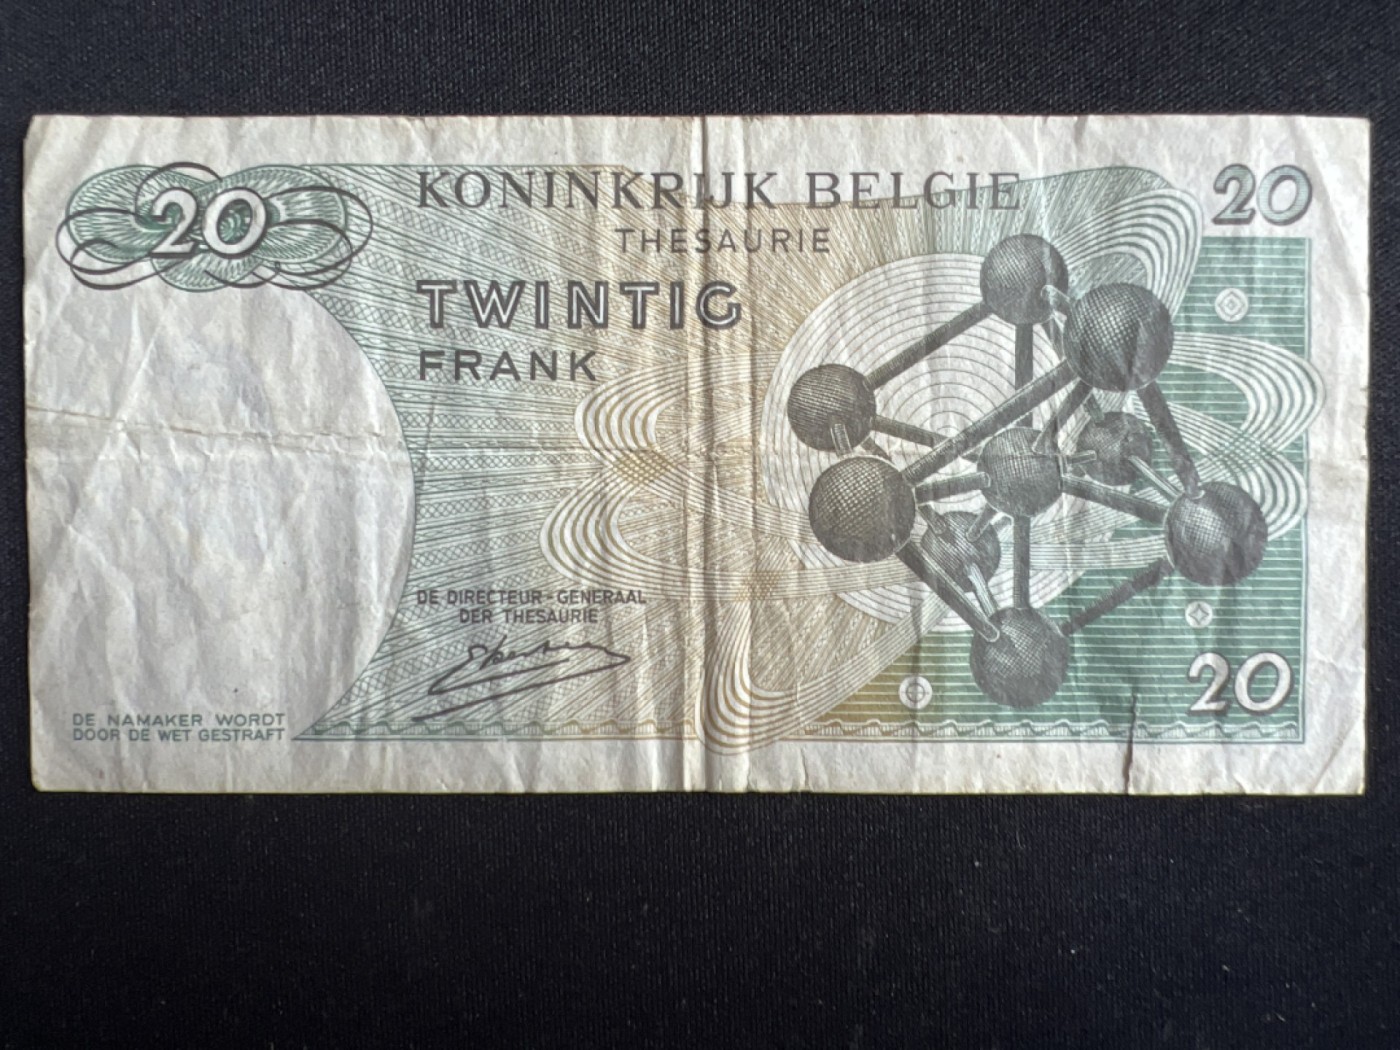 20
KONINKRIJK BELGIE
20
THESAURIE
TWINTIG
FRANK
DE DIRECTEUR-GENERAAL
DER THESAURIE
20
DE NAMAKER WORDT
DOOR DE WET GESTRAFT